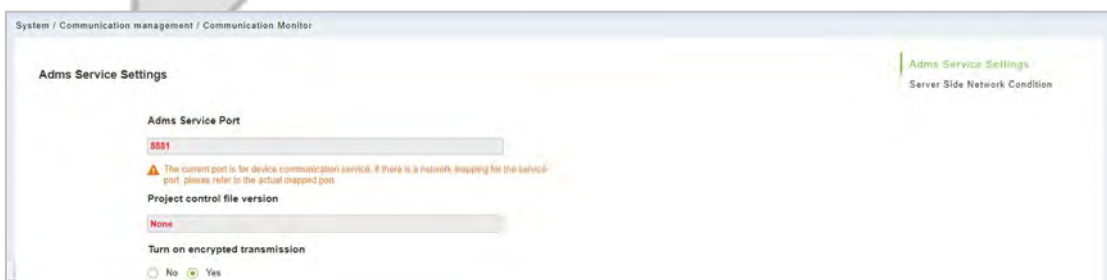 System / Communication management / Communication Monitor
Adms Service Settings
Adms Service Settings
Server Side Network Condition
Adms Service Port
8881
The current port is for device communication service, if there is a network mapping for the service
port, please refer to the actual mapped port.
Project control file version
None
Turn on encrypted transmission
No Yes